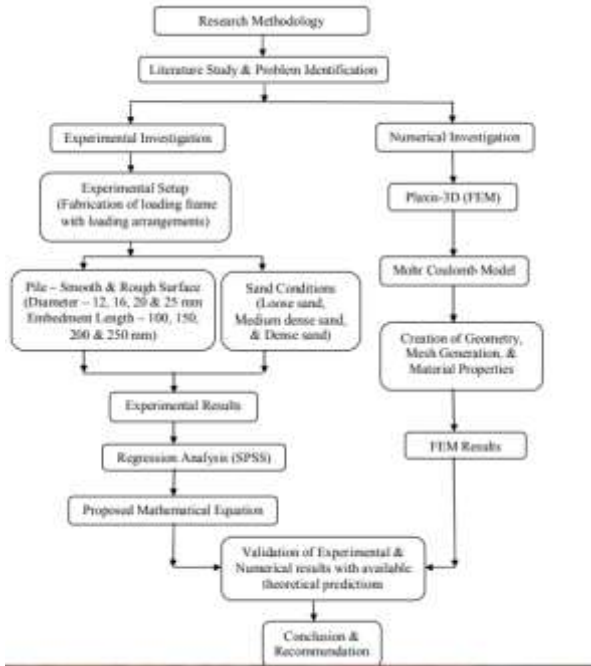 Research Methodology
Literature Study & Problem Identification
Experimental Investigation
Numerical Investigation
Experimental Setup
(Fabrication of loading frame
with loading arrangements)
Plaxis-3D (FEM)
Pile – Smooth & Rough Surface
(Diameter – 12, 16, 20 & 25 mm
Embedment Length – 100, 150,
200 & 250 mm)
Sand Conditions
(Loose sand,
Medium dense sand,
& Dense sand)
Mohr Coulomb Model
Creation of Geometry,
Mesh Generation, &
Material Properties
Experimental Results
FEM Results
Regression Analysis (SPSS)
Proposed Mathematical Equation
Validation of Experimental &
Numerical results with available
theoretical predictions
Conclusion &
Recommendation